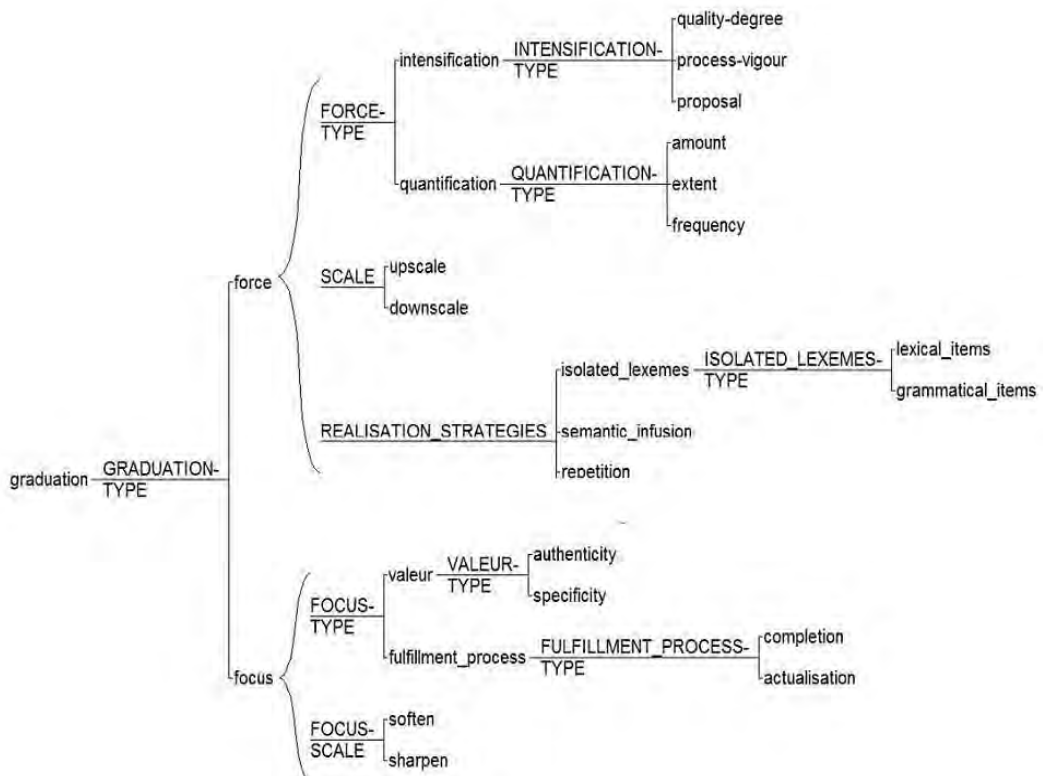 quality-degree
intensification INTENSIFICATION-
TYPE
process-vigour
proposal
FORCE-
TYPE
amount
quantification QUANTIFICATION-
TYPE
extent
frequency
force
SCALE
upscale
downscale
isolated_lexemes ISOLATED_LEXEMES-
TYPE
lexical_items
grammatical_items
REALISATION_STRATEGIES
semantic_infusion
repetition
graduation GRADUATION-
TYPE
valeur VALEUR-
TYPE
authenticity
specificity
FOCUS-
TYPE
fulfillment_process FULFILLMENT_PROCESS-
TYPE
completion
actualisation
focus
FOCUS-
SCALE
soften
sharpen